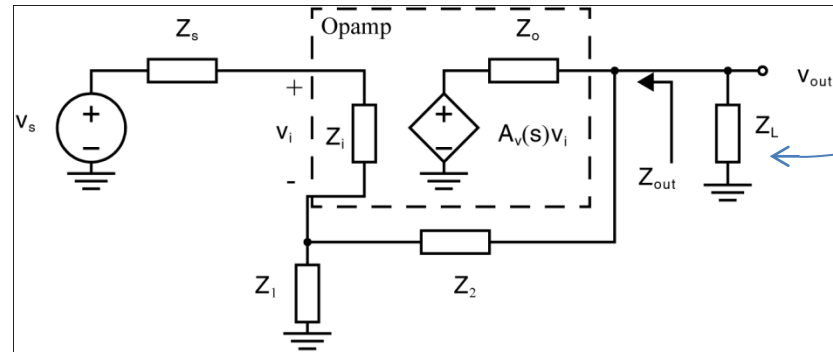 Opamp
Zs
Zo
vout
+
+
+
vs
vi
Zi
Av(s)vi
ZL
−
−
Zout
-
Z2
Z1